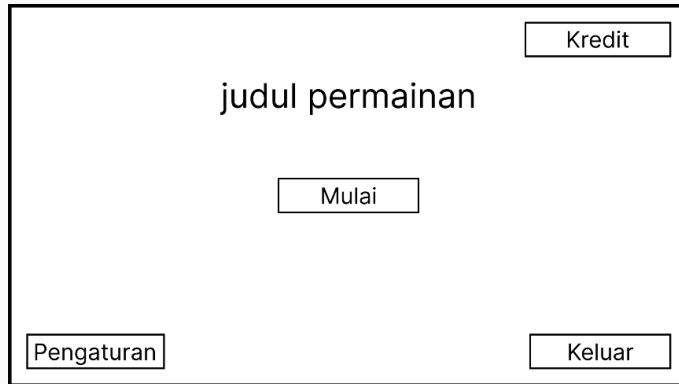 Kredit
judul permainan
Mulai
Pengaturan
Keluar